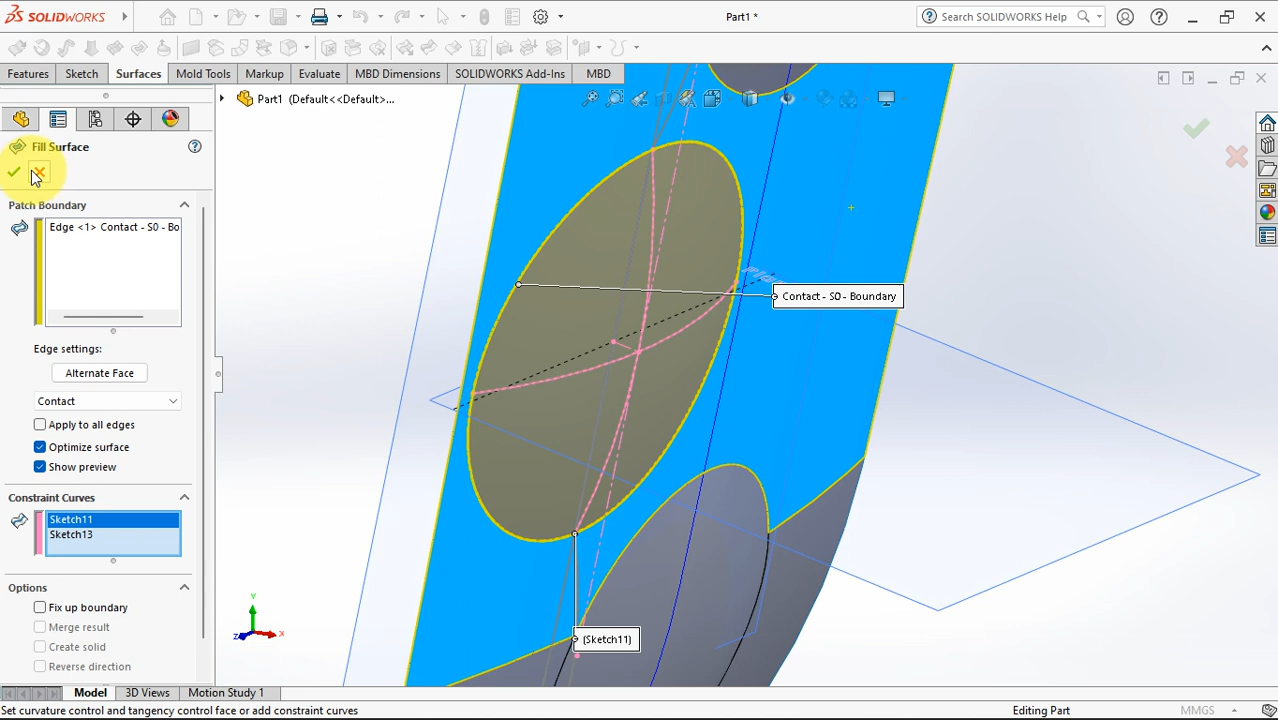 SOLIDWORKS
Part1 *
Search SOLIDWORKS Help
Features
Sketch
Surfaces
Mold Tools
Markup
Evaluate
MBD Dimensions
SOLIDWORKS Add-Ins
MBD
Part1 (Default<<Default>...
Fill Surface
Patch Boundary
Edge <1> Contact - S0 - Bo
Contact - S0 - Boundary
Edge settings:
Alternate Face
Contact
Apply to all edges
Optimize surface
Show preview
Constraint Curves
Sketch11
Sketch13
Options
Fix up boundary
Merge result
Create solid
Reverse direction
(Sketch11)
Y
Z
X
Model
3D Views
Motion Study 1
Set curvature control and tangency control face or add constraint curves
Editing Part
MMGS